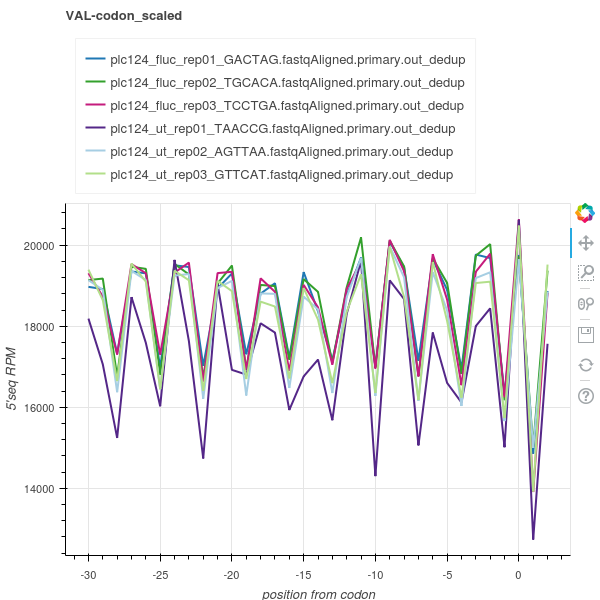 VAL-codon_scaled
plc124_fluc_rep01_GACTAG.fastqAligned.primary.out_dedup
plc124_fluc_rep02_TGCACA.fastqAligned.primary.out_dedup
plc124_fluc_rep03_TCCTGA.fastqAligned.primary.out_dedup
plc124_ut_rep01_TAACCG.fastqAligned.primary.out_dedup
plc124_ut_rep02_AGTTAA.fastqAligned.primary.out_dedup
plc124_ut_rep03_GTTCAT.fastqAligned.primary.out_dedup
20000
18000
16000
14000
5'seq RPM
-30 -25 -20 -15 -10 -5 0
position from codon